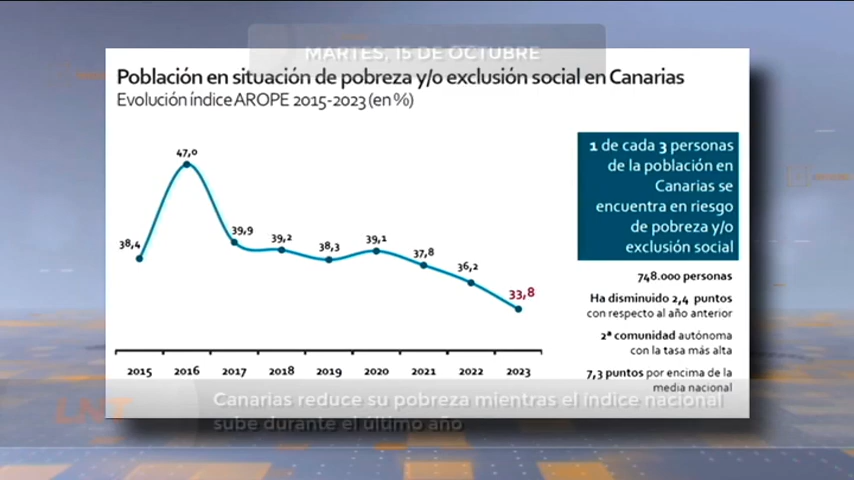 MARTES, 15 DE OCTUBRE
Población en situación de pobreza y/o exclusión social en Canarias
Evolución índice AROPE 2015-2023 (en %)
47,0
38,4
39,9
39,2
38,3
39,1
37,8
36,2
33,8
2015 2016 2017 2018 2019 2020 2021 2022 2023
1 de cada 3 personas
de la población en
Canarias se
encuentra en riesgo
de pobreza y/o
exclusión social
748.000 personas
Ha disminuido 2,4 puntos
con respecto al año anterior
2ª comunidad autónoma
con la tasa más alta
7,3 puntos por encima de la
media nacional
LNT
Canarias reduce su pobreza mientras el índice nacional
sube durante el último año